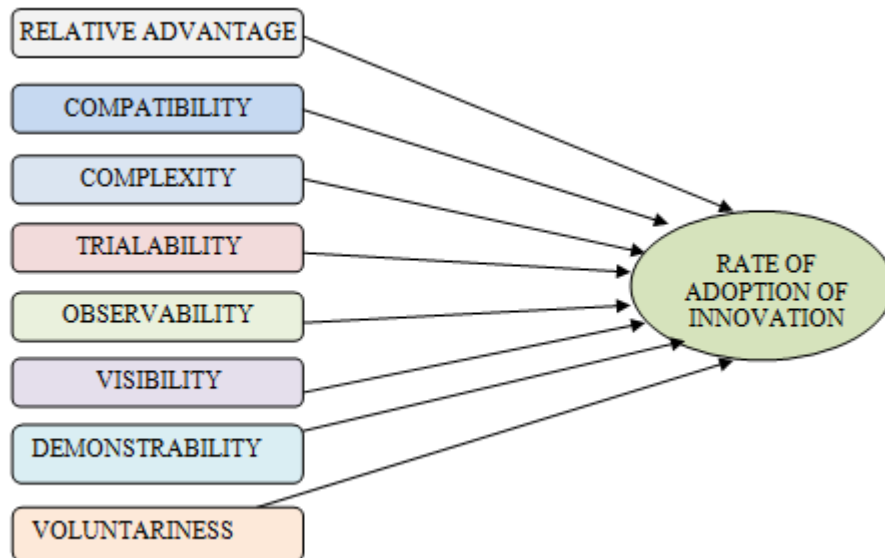 RELATIVE ADVANTAGE
COMPATIBILITY
COMPLEXITY
TRIALABILITY
OBSERVABILITY
VISIBILITY
DEMONSTRABILITY
VOLUNTARINESS
RATE OF
ADOPTION OF
INNOVATION